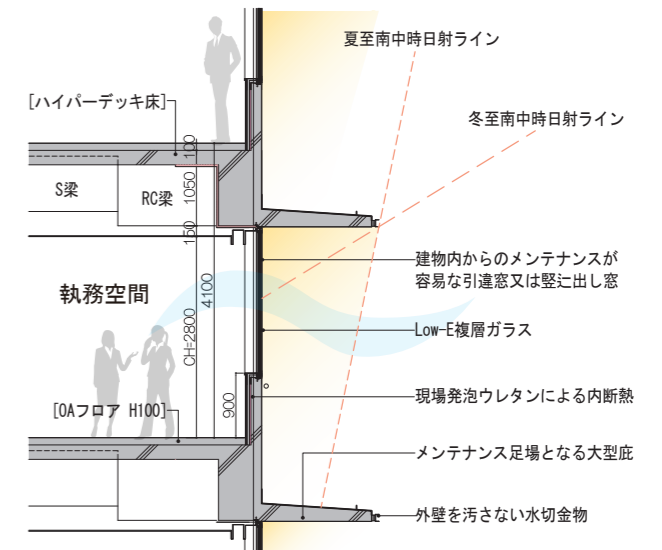 夏至南中時日射ライン
[ハイパーデッキ床]
冬至南中時日射ライン
100
S梁
RC梁
1050
150
建物内からのメンテナンスが
容易な引違窓又は竪辷出し窓
執務空間
4100
CH=2800
Low-E複層ガラス
900
現場発泡ウレタンによる内断熱
[OAフロア H100]
メンテナンス足場となる大型庇
外壁を汚さない水切金物